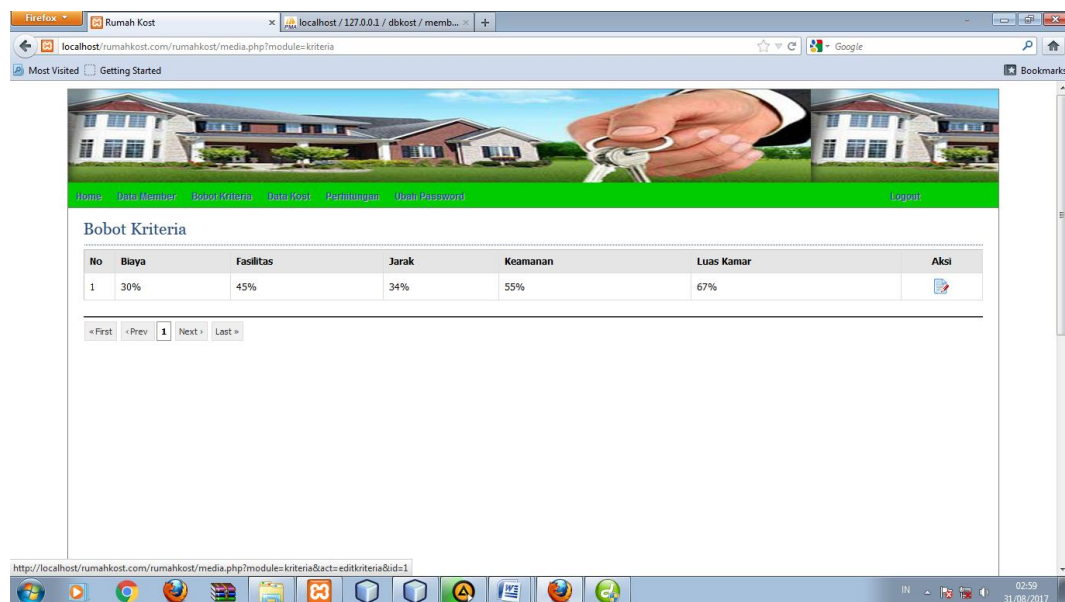 Firefox
Rumah Kost
localhost / 127.0.0.1 / dbkost / memb...
localhost/rumahkost.com/rumahkost/media.php?module=kriteria
Google
Most Visited Getting Started
Bookmarks
Home Data Member Bobot Kriteria Data Kost Perhitungan Ubah Password Logout
Bobot Kriteria
No Biaya Fasilitas Jarak Keamanan Luas Kamar Aksi
1 30% 45% 34% 55% 67%
« First ‹ Prev 1 Next › Last »
http://localhost/rumahkost.com/rumahkost/media.php?module=kriteria&act=editkriteria&id=1
IN
02:59
31/08/2017